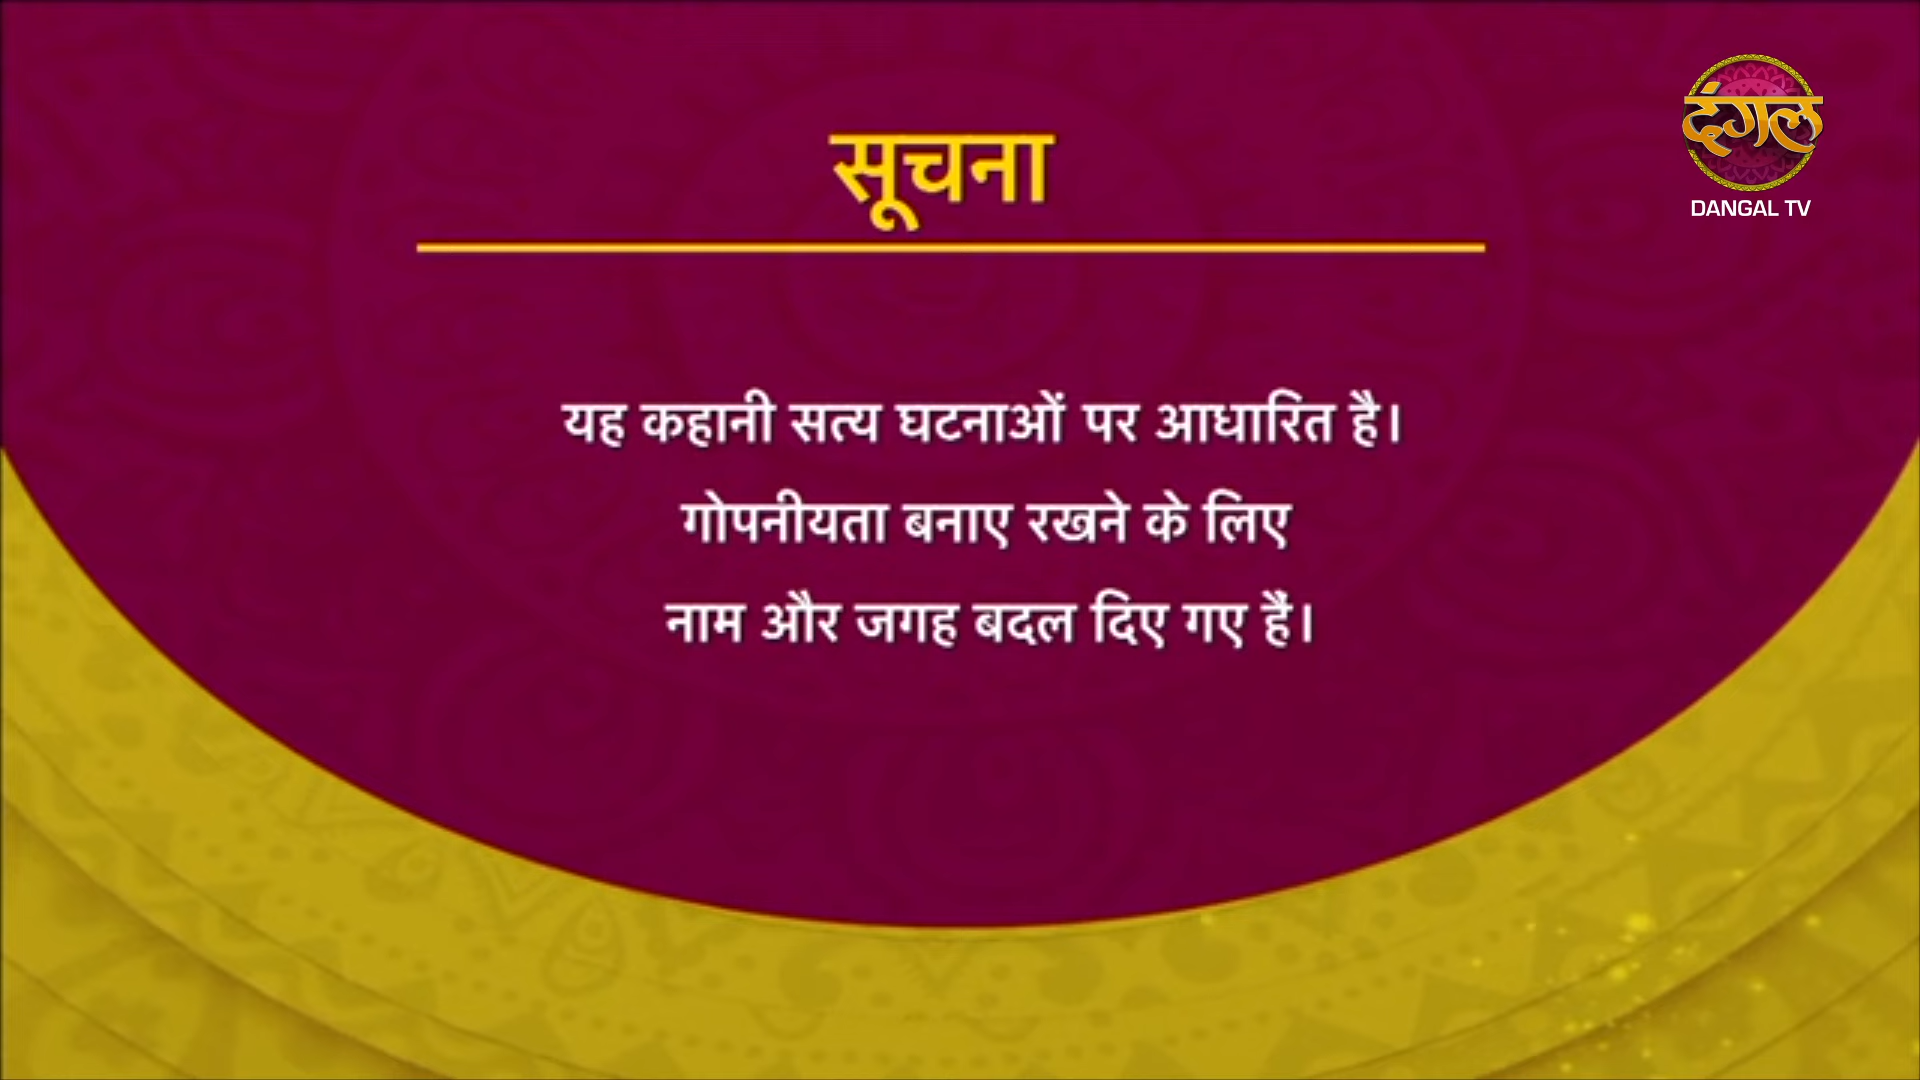 दंगल
DANGAL TV
सूचना
यह कहानी सत्य घटनाओं पर आधारित है।
गोपनीयता बनाए रखने के लिए
नाम और जगह बदल दिए गए हैं।